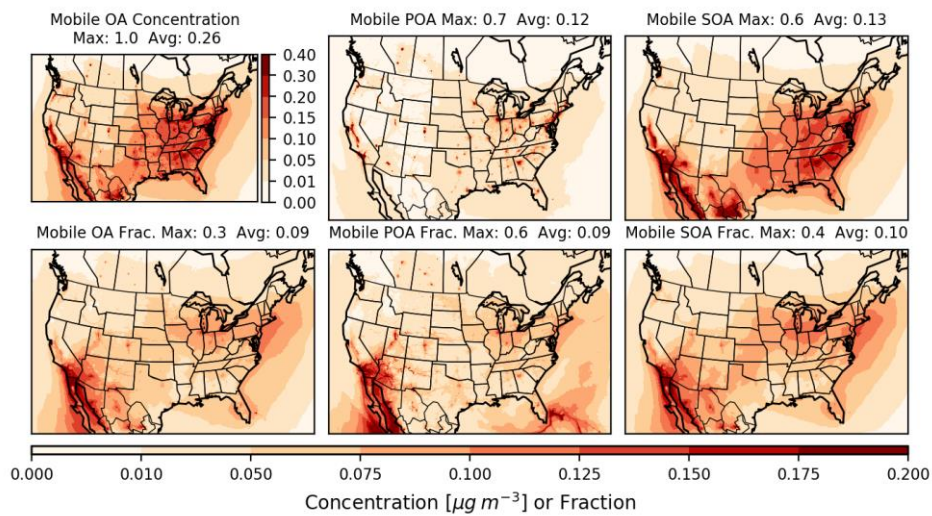 Mobile OA Concentration
Max: 1.0 Avg: 0.26
Mobile POA Max: 0.7 Avg: 0.12
Mobile SOA Max: 0.6 Avg: 0.13
0.40
0.30
0.20
0.15
0.10
0.05
0.01
0.00
Mobile OA Frac. Max: 0.3 Avg: 0.09
Mobile POA Frac. Max: 0.6 Avg: 0.09
Mobile SOA Frac. Max: 0.4 Avg: 0.10
0.000 0.010 0.050 0.075 0.100 0.125 0.150 0.175 0.200
Concentration [μg m⁻³] or Fraction